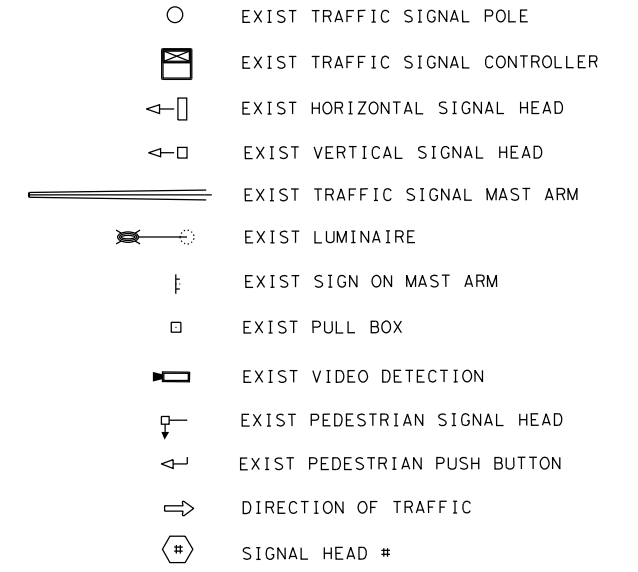 EXIST TRAFFIC SIGNAL POLE
EXIST TRAFFIC SIGNAL CONTROLLER
EXIST HORIZONTAL SIGNAL HEAD
EXIST VERTICAL SIGNAL HEAD
EXIST TRAFFIC SIGNAL MAST ARM
EXIST LUMINAIRE
EXIST SIGN ON MAST ARM
EXIST PULL BOX
EXIST VIDEO DETECTION
EXIST PEDESTRIAN SIGNAL HEAD
EXIST PEDESTRIAN PUSH BUTTON
DIRECTION OF TRAFFIC
# SIGNAL HEAD #